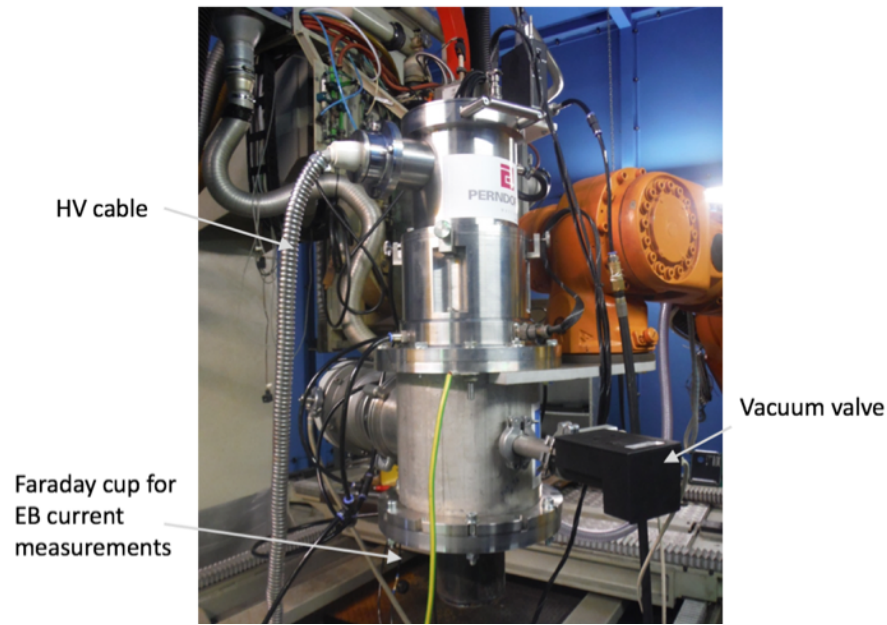 HV cable
PERNDO
Vacuum valve
Faraday cup for
EB current
measurements